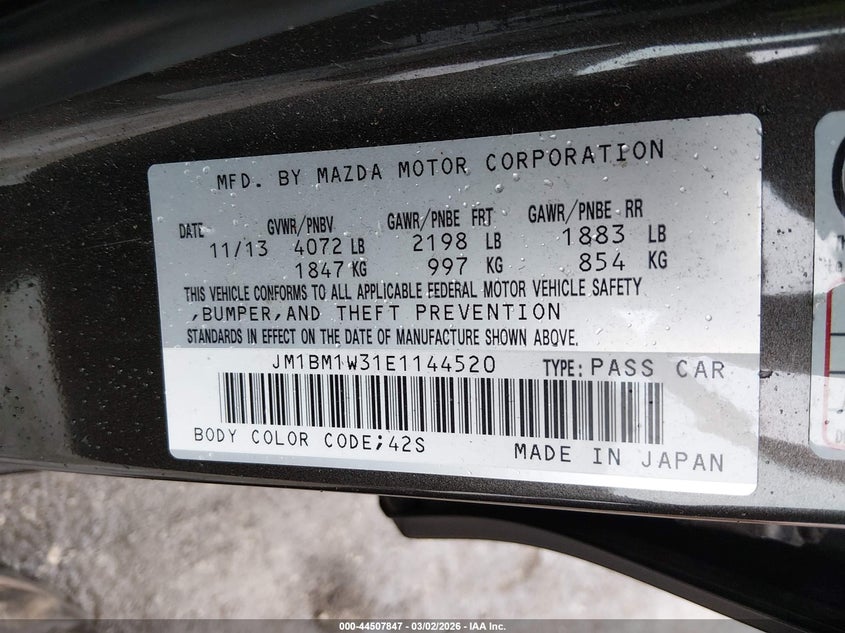 MFD. BY MAZDA MOTOR CORPORATION
DATE GVWR/PNBV GAWR/PNBE FRT GAWR/PNBE RR
11/13 4072 LB 2198 LB 1883 LB
1847 KG 997 KG 854 KG
THIS VEHICLE CONFORMS TO ALL APPLICABLE FEDERAL MOTOR VEHICLE SAFETY
,BUMPER,AND THEFT PREVENTION
STANDARDS IN EFFECT ON THE DATE OF MANUFACTURE SHOWN ABOVE.
JM1BM1W31E1144520 TYPE: PASS CAR
BODY COLOR CODE;42S MADE IN JAPAN
000-44507847 - 03/02/2026 - IAA Inc.